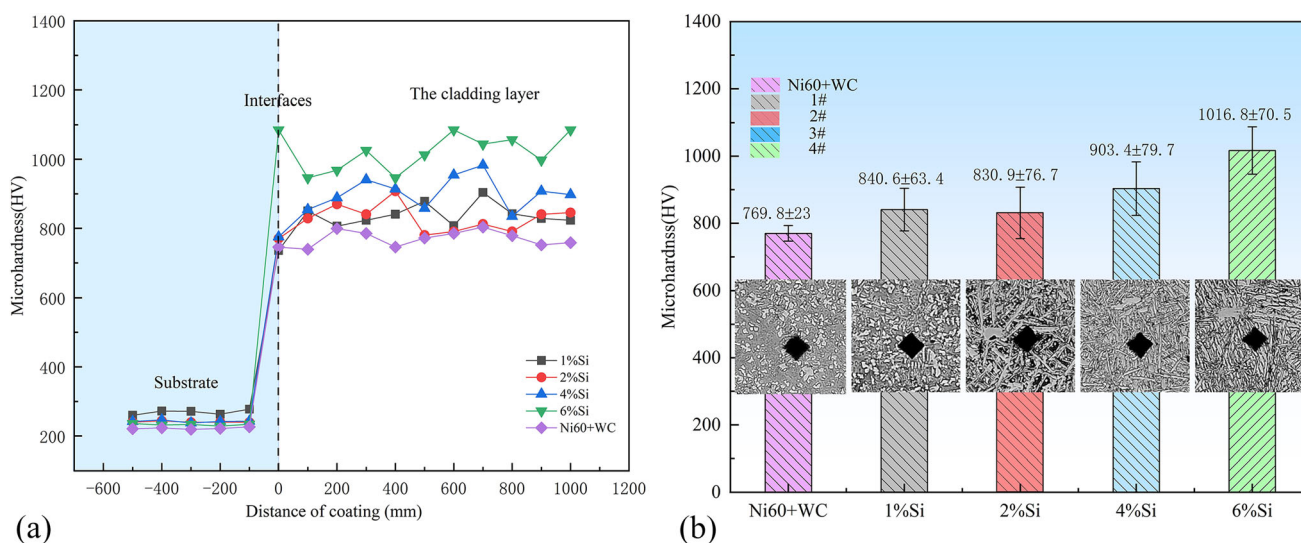 1400
1200
1000
800
600
400
200
Microhardness(HV)
Interfaces
The cladding layer
Substrate
1%Si
2%Si
4%Si
6%Si
Ni60+WC
−600
−400
−200
0
200
400
600
800
1000
1200
Distance of coating (mm)
(a)
1400
1200
1000
800
600
400
200
0
Microhardnss(HV)
Ni60+WC
1#
2#
3#
4#
769.8±23
840.6±63.4
830.9±76.7
903.4±79.7
1016.8±70.5
Ni60+WC
1%Si
2%Si
4%Si
6%Si
(b)